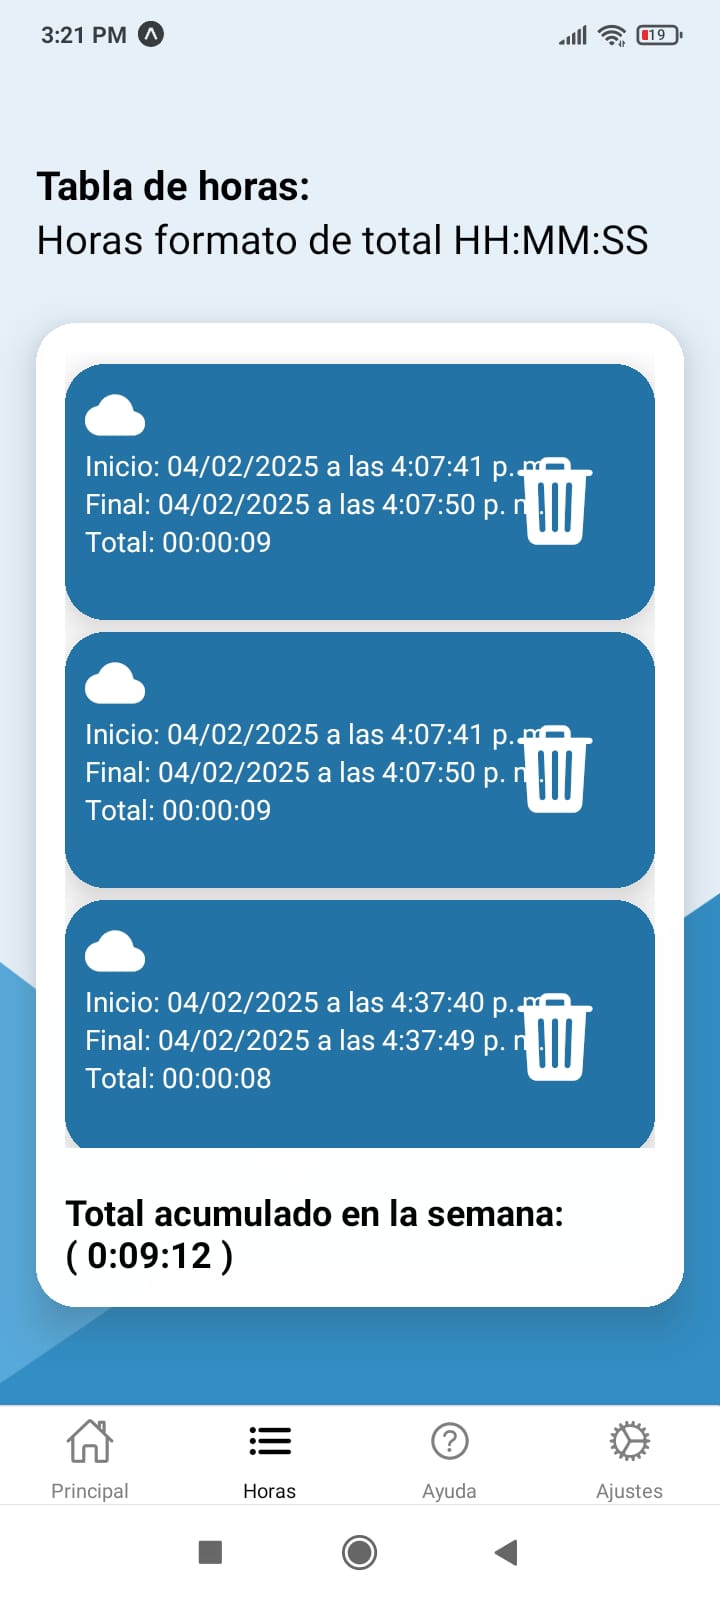 3:21 PM
19
Tabla de horas:
Horas formato de total HH:MM:SS
Inicio: 04/02/2025 a las 4:07:41 p.
Final: 04/02/2025 a las 4:07:50 p.
Total: 00:00:09
Inicio: 04/02/2025 a las 4:07:41 p.
Final: 04/02/2025 a las 4:07:50 p.
Total: 00:00:09
Inicio: 04/02/2025 a las 4:37:40 p.
Final: 04/02/2025 a las 4:37:49 p.
Total: 00:00:08
Total acumulado en la semana:
( 0:09:12 )
Principal
Horas
Ayuda
Ajustes